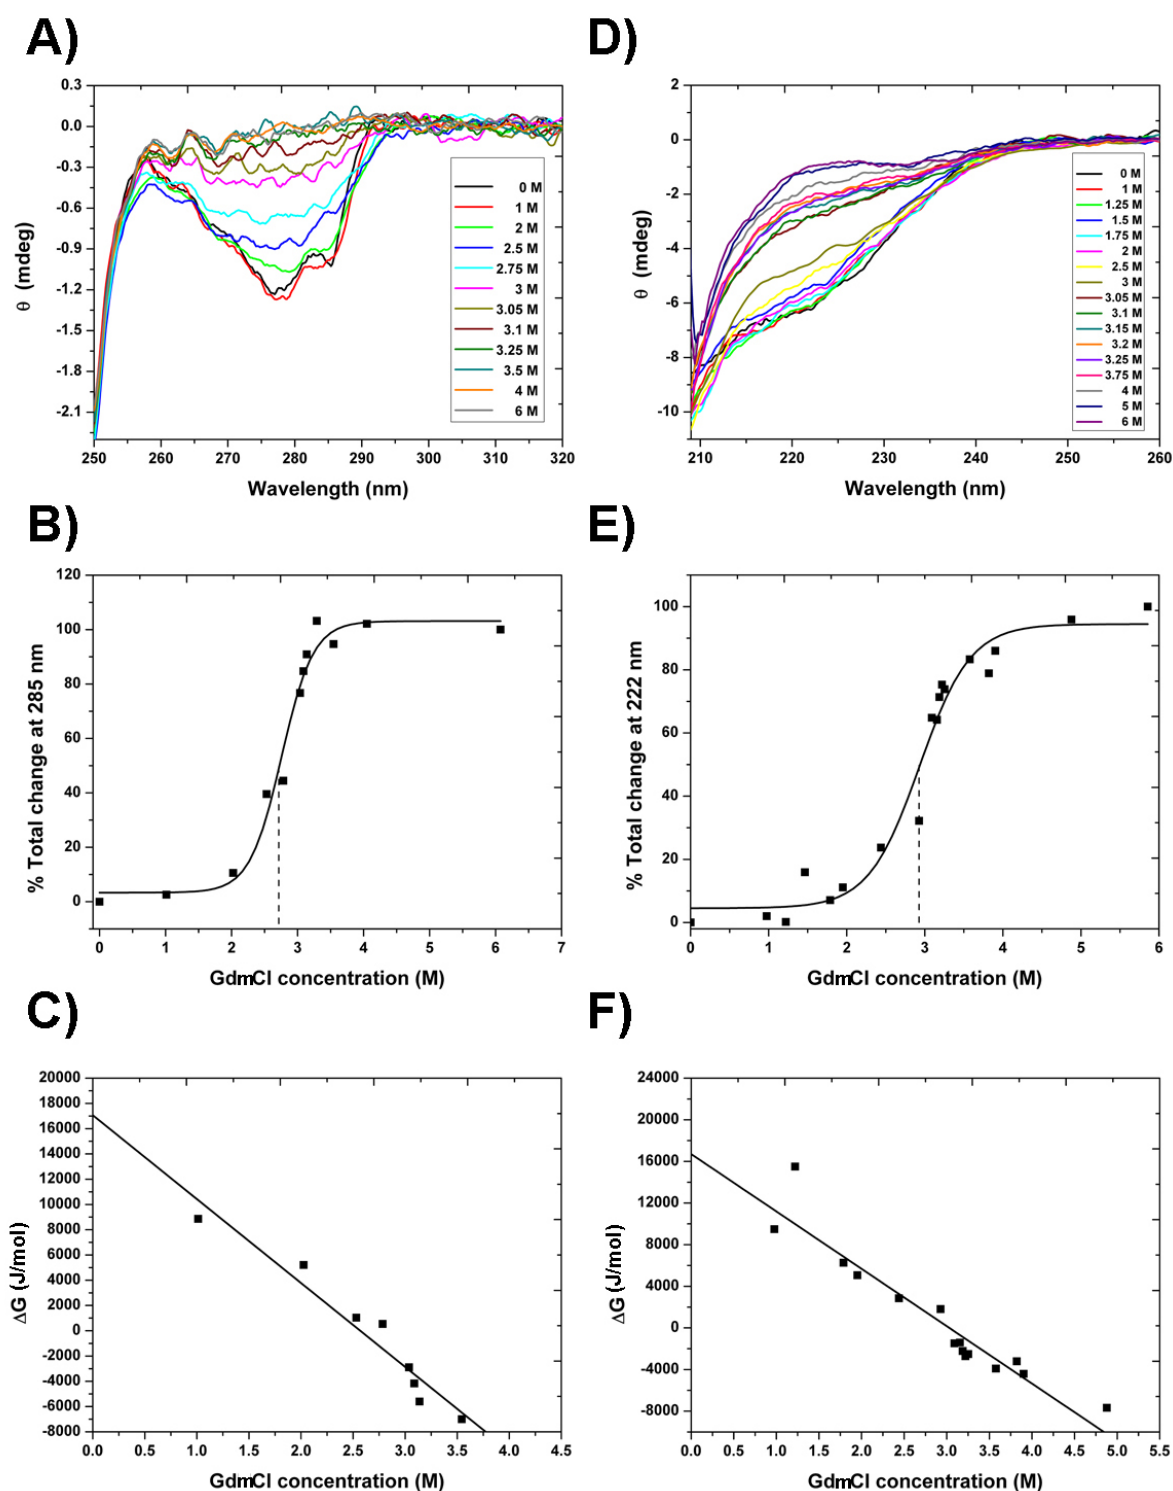 A)
0.3
0.0
-0.3
-0.6
-0.9
-1.2
-1.5
-1.8
-2.1
θ (mdeg)
250 260 270 280 290 300 310 320
Wavelength (nm)
0 M
1 M
2 M
2.5 M
2.75 M
3 M
3.05 M
3.1 M
3.25 M
3.5 M
4 M
6 M
D)
2
0
-2
-4
-6
-8
-10
θ (mdeg)
210 220 230 240 250 260
Wavelength (nm)
0 M
1 M
1.25 M
1.5 M
1.75 M
2 M
2.5 M
3 M
3.05 M
3.1 M
3.15 M
3.2 M
3.25 M
3.75 M
4 M
5 M
6 M
B)
120
100
80
60
40
20
0
% Total change at 285 nm
0 1 2 3 4 5 6 7
GdmCl concentration (M)
E)
100
80
60
40
20
0
% Total change at 222 nm
0 1 2 3 4 5 6
GdmCl concentration (M)
C)
20000
18000
16000
14000
12000
10000
8000
6000
4000
2000
0
-2000
-4000
-6000
-8000
ΔG (J/mol)
0.0 0.5 1.0 1.5 2.0 2.5 3.0 3.5 4.0 4.5
GdmCl concentration (M)
F)
24000
20000
16000
12000
8000
4000
0
-4000
-8000
ΔG (J/mol)
0.0 0.5 1.0 1.5 2.0 2.5 3.0 3.5 4.0 4.5 5.0 5.5
GdmCl concentration (M)